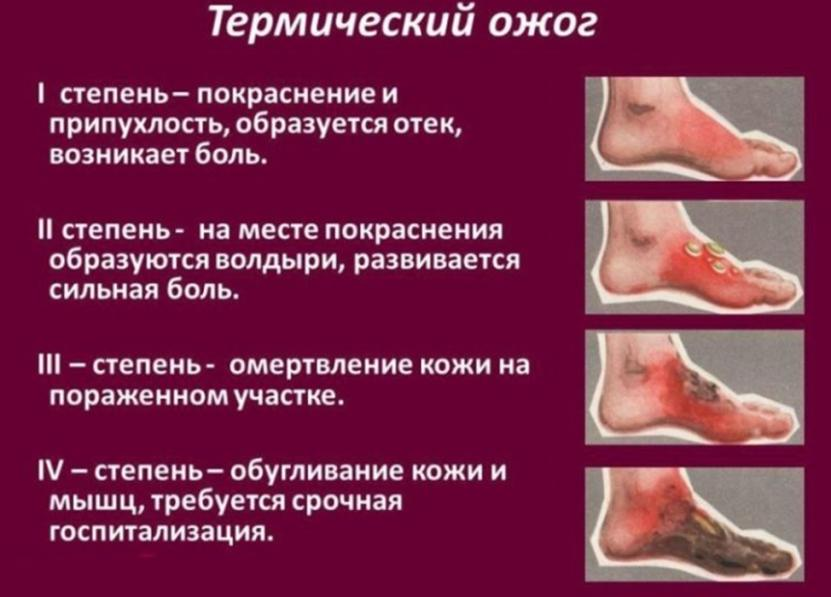 Термический ожог
I степень – покраснение и
припухлость, образуется отек,
возникает боль.
II степень - на месте покраснения
образуются волдыри, развивается
сильная боль.
III – степень - омертвление кожи на
пораженном участке.
IV – степень – обугливание кожи и
мышц, требуется срочная
госпитализация.